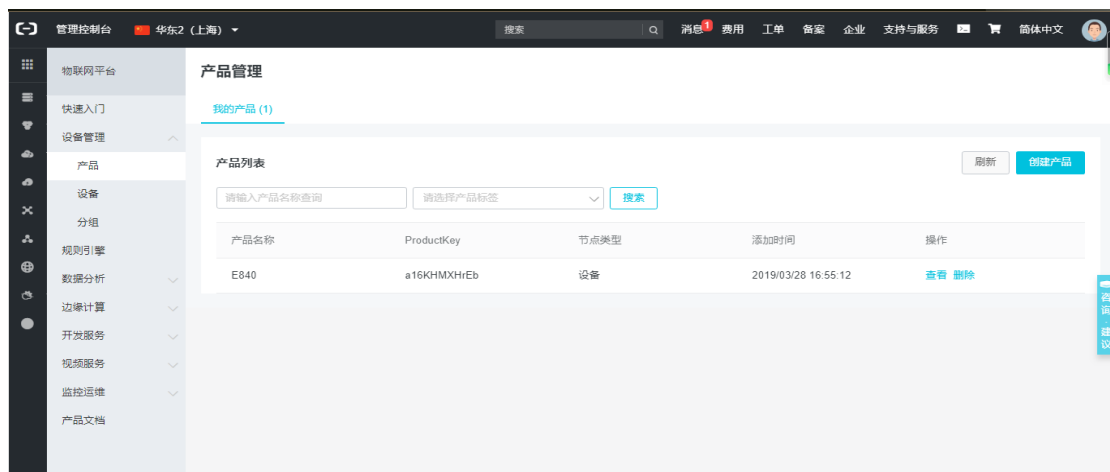 管理控制台 华东2（上海） 搜索 消息 1 费用 工单 备案 企业 支持与服务 简体中文
物联网平台
快速入门
设备管理
产品
设备
分组
规则引擎
数据分析
边缘计算
开发服务
视频服务
监控运维
产品文档
产品管理
我的产品 (1)
产品列表 刷新 创建产品
请输入产品名称查询 请选择产品标签 搜索
产品名称 ProductKey 节点类型 添加时间 操作
E840 a16KHMXHrEb 设备 2019/03/28 16:55:12 查看 删除
咨询·建议